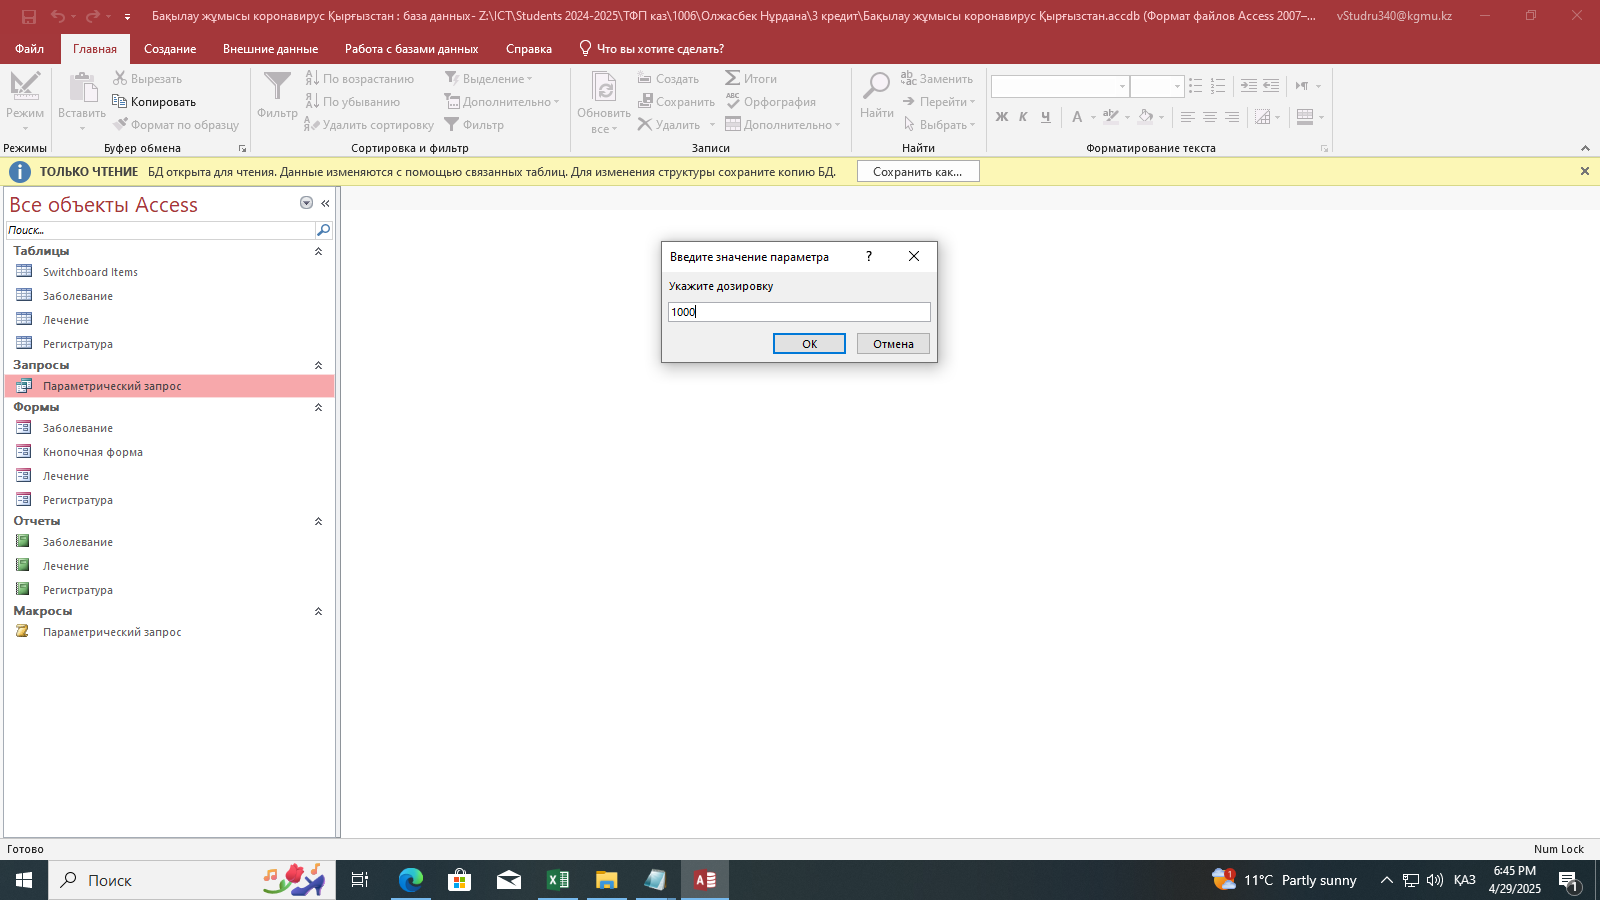 Бақылау жұмысы коронавирус Қырғызстан : база данных- Z:\ICT\Students 2024-2025\ТФП каз\1006\Олжасбек Нұрдана\3 кредит\Бақылау жұмысы коронавирус Қырғызстан.accdb (Формат файлов Access 2007–...
vStudru340@kgmu.kz
Файл
Главная
Создание
Внешние данные
Работа с базами данных
Справка
Что вы хотите сделать?
Режим
Режимы
Вставить
Вырезать
Копировать
Формат по образцу
Буфер обмена
Фильтр
По возрастанию
По убыванию
Удалить сортировку
Выделение
Дополнительно
Фильтр
Сортировка и фильтр
Обновить все
Создать
Сохранить
Удалить
Итоги
Орфография
Дополнительно
Записи
Найти
Заменить
Перейти
Выбрать
Найти
Ж К Ч А
Форматирование текста
ТОЛЬКО ЧТЕНИЕ БД открыта для чтения. Данные изменяются с помощью связанных таблиц. Для изменения структуры сохраните копию БД.
Сохранить как...
Все объекты Access
Поиск...
Таблицы
Switchboard Items
Заболевание
Лечение
Регистратура
Запросы
Параметрический запрос
Формы
Заболевание
Кнопочная форма
Лечение
Регистратура
Отчеты
Заболевание
Лечение
Регистратура
Макросы
Параметрический запрос
Введите значение параметра
?
Укажите дозировку
1000
ОК
Отмена
Готово
Num Lock
Поиск
1
11°C Partly sunny
ҚАЗ
6:45 PM
4/29/2025
1